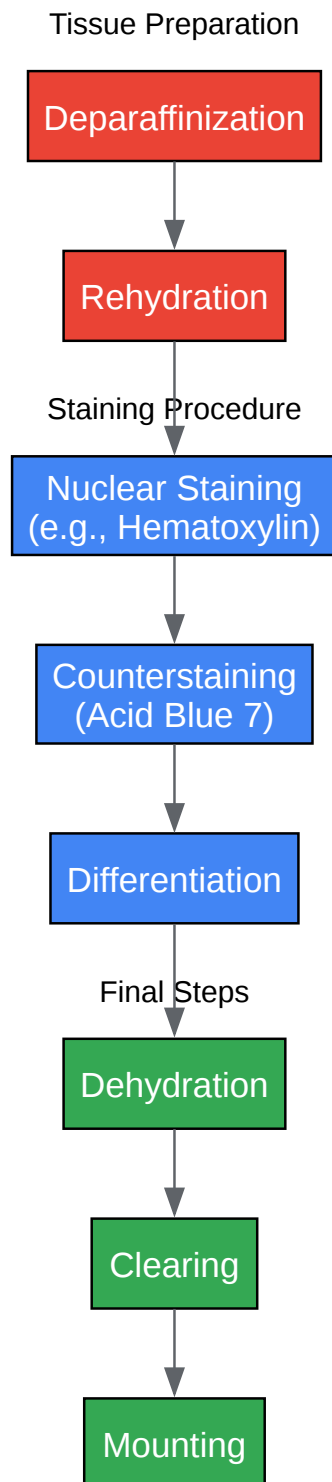 Tissue Preparation
Deparaffinization
Rehydration
Staining Procedure
Nuclear Staining
(e.g., Hematoxylin)
Counterstaining
(Acid Blue 7)
Differentiation
Final Steps
Dehydration
Clearing
Mounting